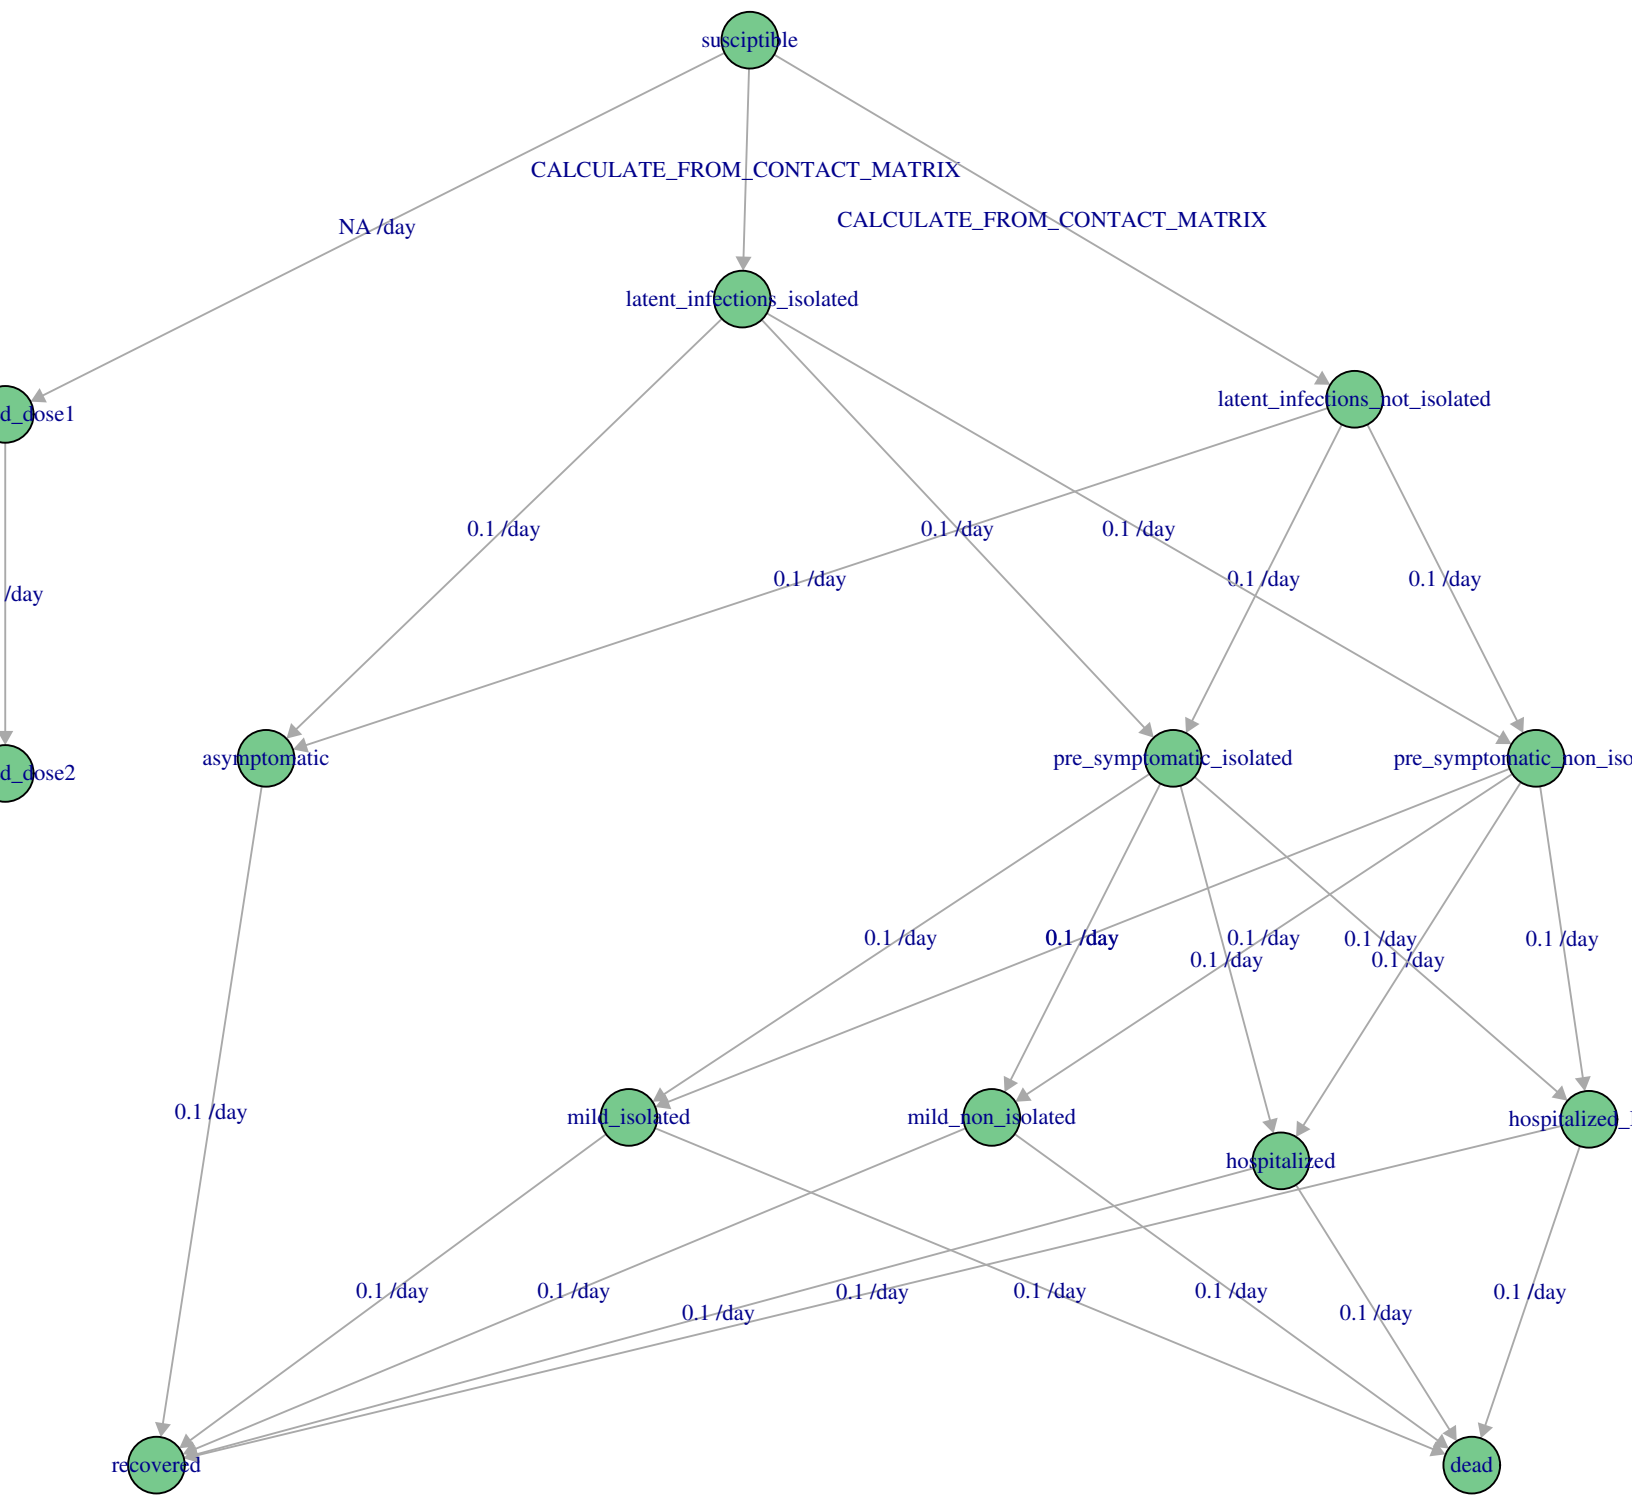 susciptible
CALCULATE_FROM_CONTACT_MATRIX
CALCULATE_FROM_CONTACT_MATRIX
NA /day
latent_infections_isolated
latent_infections_not_isolated
d_dose1
0.1 /day
0.1 /day
0.1 /day
0.1 /day
0.1 /day
0.1 /day
/day
asymptomatic
pre_symptomatic_isolated
pre_symptomatic_non_iso
d_dose2
0.1 /day
0.1 /day
0.1 /day
0.1 /day
0.1 /day
0.1 /day
0.1 /day
0.1 /day
0.1 /day
mild_isolated
mild_non_isolated
hospitalized_
hospitalized
0.1 /day
0.1 /day
0.1 /day
0.1 /day
0.1 /day
0.1 /day
0.1 /day
0.1 /day
recovered
dead